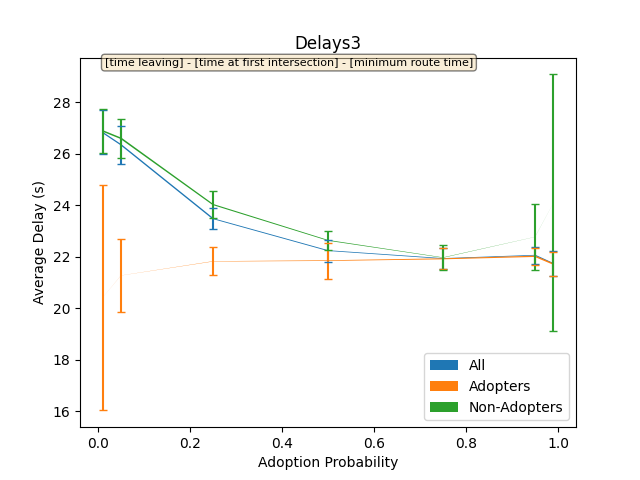 Delays3
[time leaving] - [time at first intersection] - [minimum route time]
Average Delay (s)
28
26
24
22
20
18
16
All
Adopters
Non-Adopters
0.0 0.2 0.4 0.6 0.8 1.0
Adoption Probability